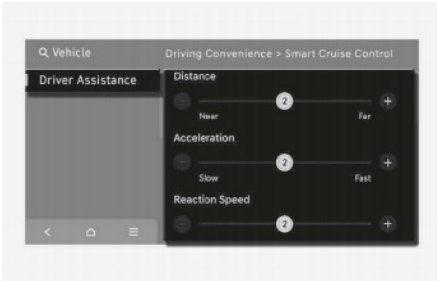 Vehicle
Driving Convenience > Smart Cruise Control
Driver Assistance
Distance
2
+
Near
Far
Acceleration
2
+
Slow
Fast
Reaction Speed
2
+